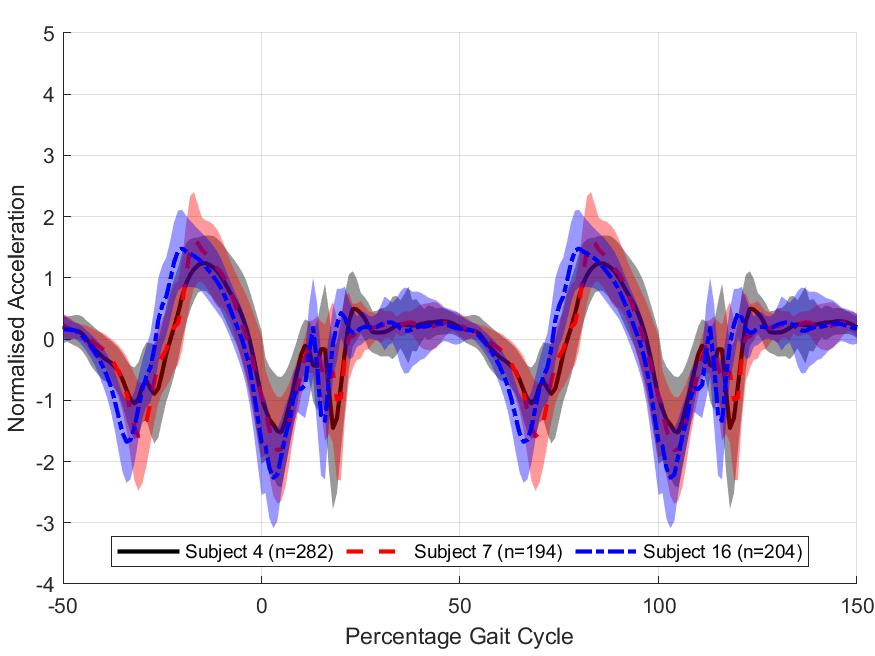 5
4
3
2
1
0
-1
-2
-3
-4
Normalised Acceleration
Subject 4 (n=282) Subject 7 (n=194) Subject 16 (n=204)
-50 0 50 100 150
Percentage Gait Cycle